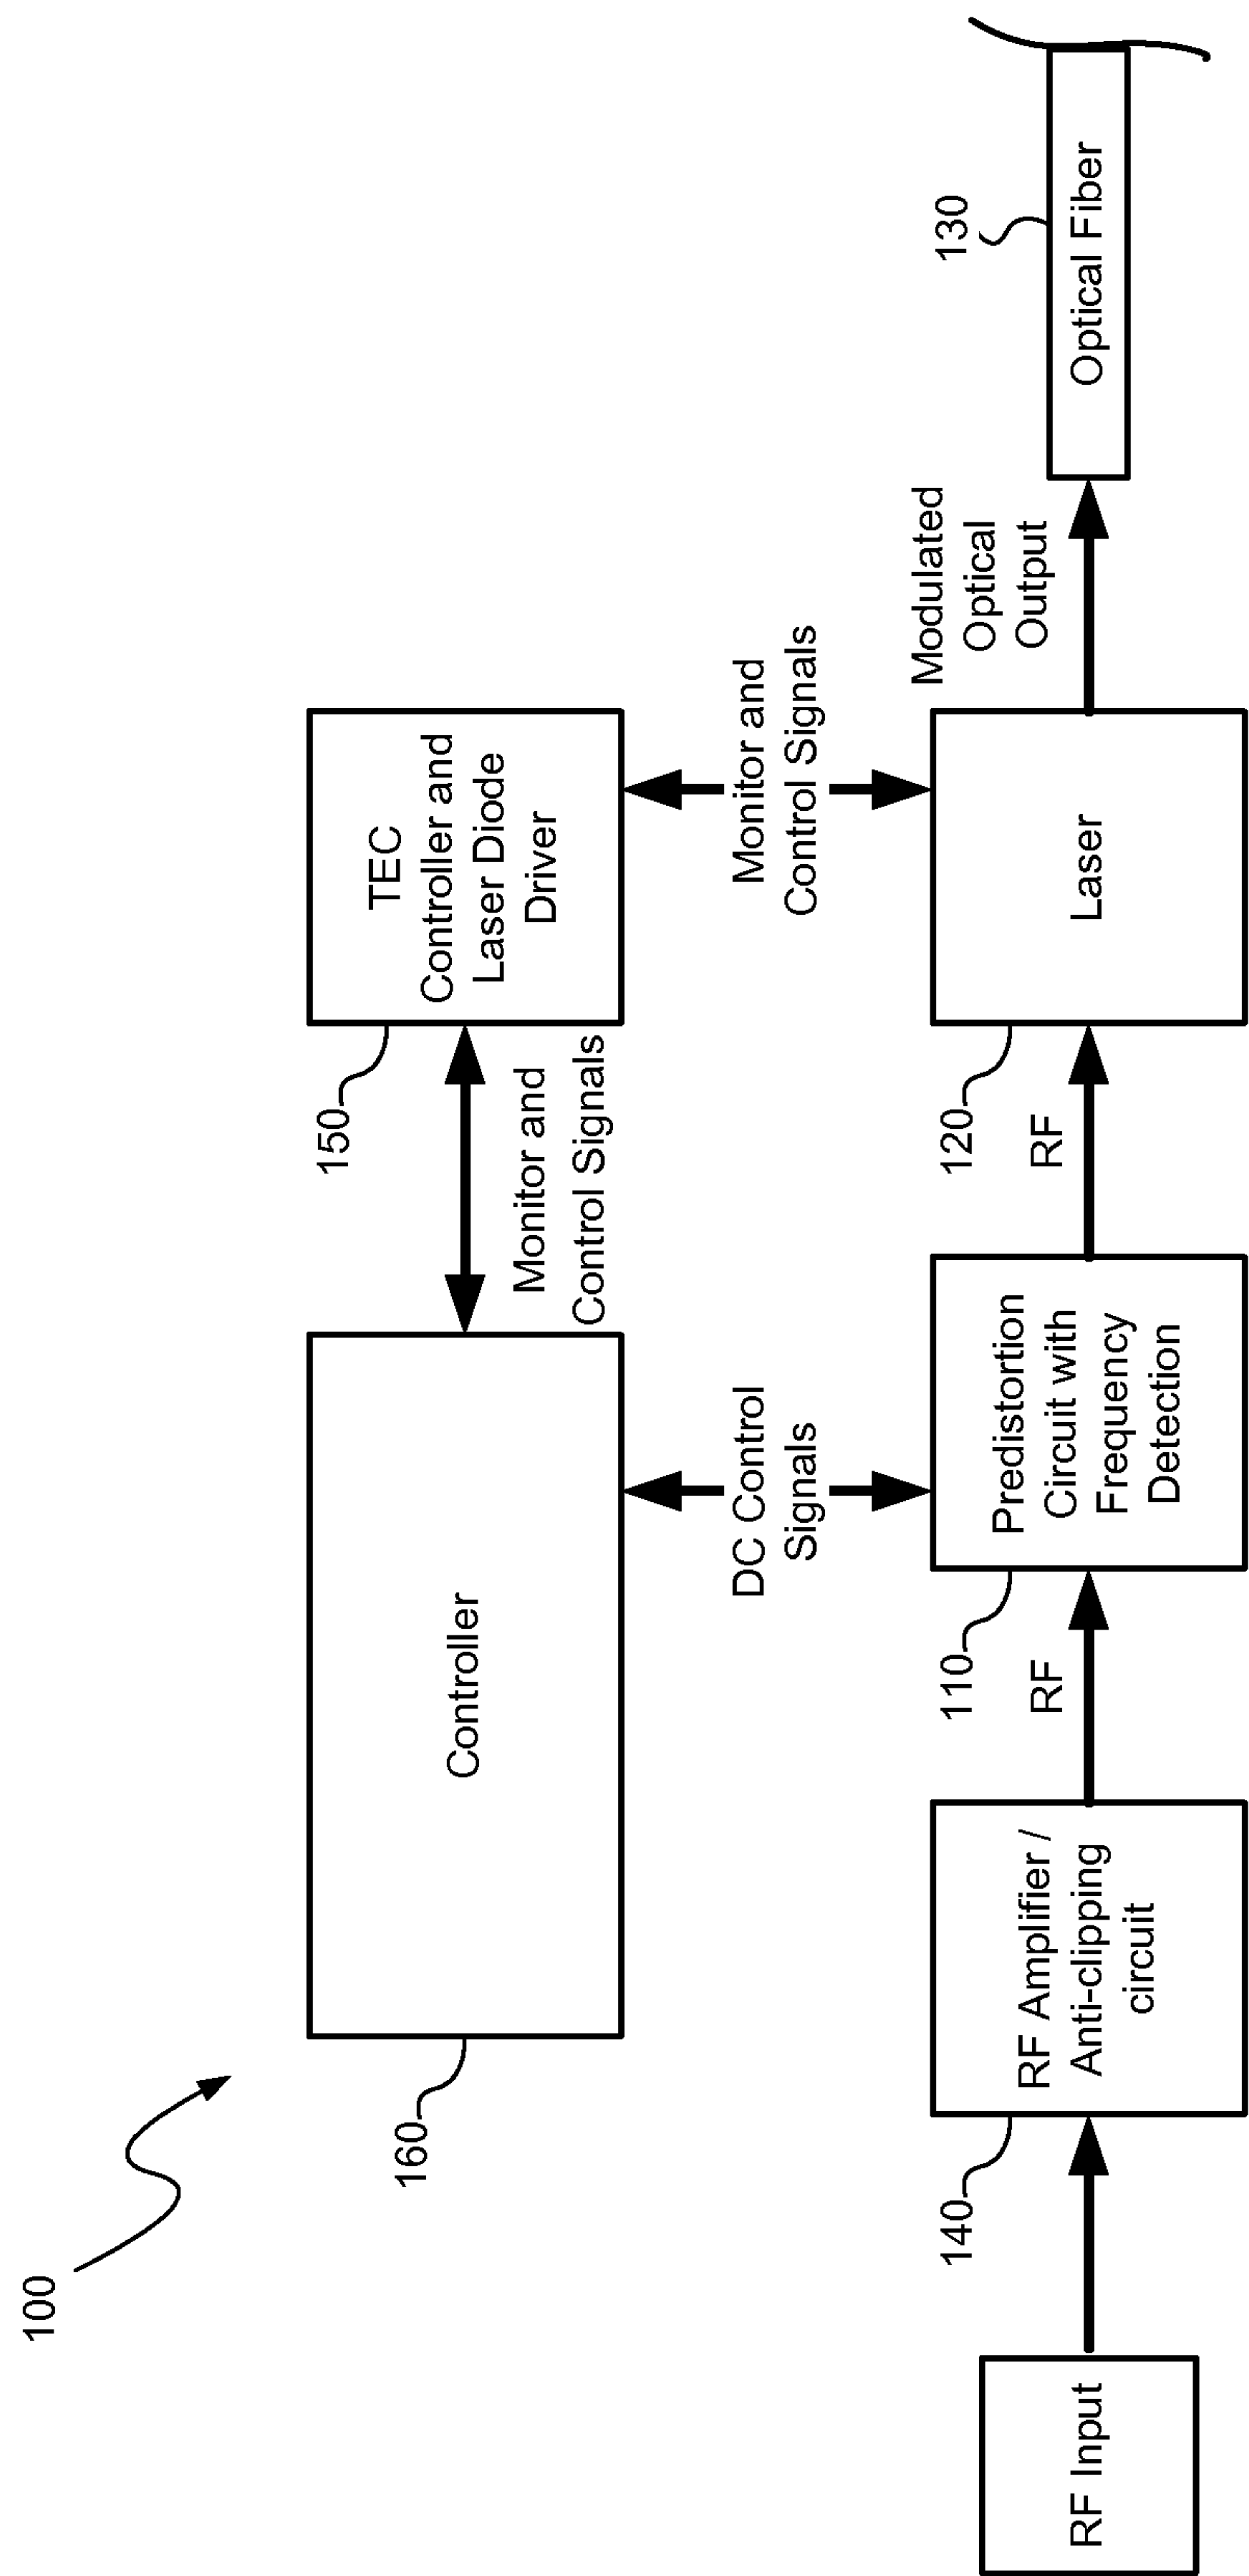 100
160
Controller
Monitor and
Control Signals
150
TEC
Controller and
Laser Diode
Driver
DC Control
Signals
Monitor and
Control Signals
RF Input
140
RF Amplifier /
Anti-clipping
circuit
RF
110
Predistortion
Circuit with
Frequency
Detection
RF
120
Laser
Modulated
Optical
Output
130
Optical Fiber